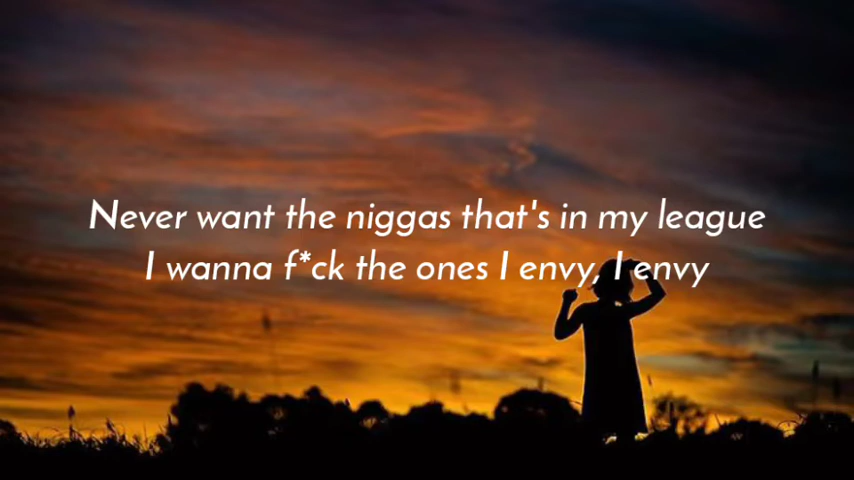 Never want the niggas that's in my league
I wanna f*ck the ones I envy, I envy